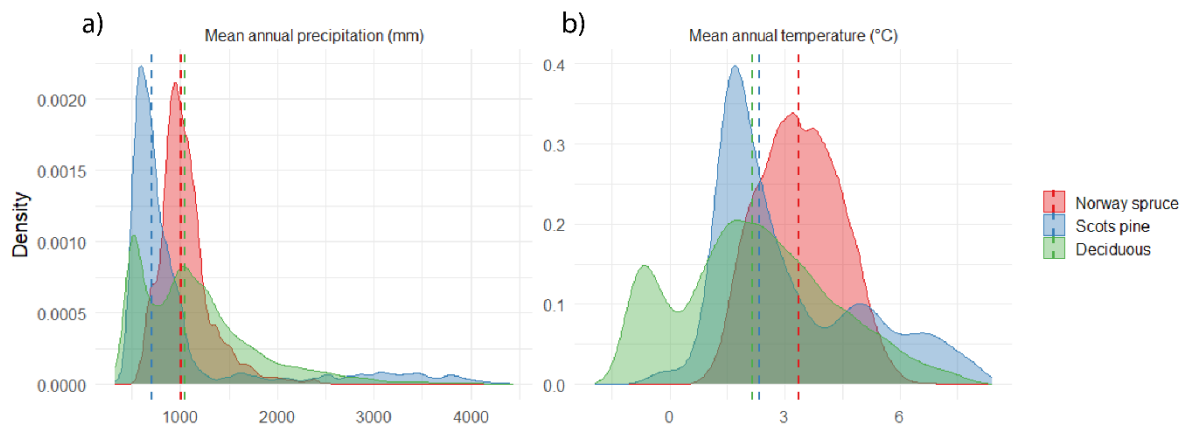 a)
Mean annual precipitation (mm)
b)
Mean annual temperature (°C)
Density
0.0020
0.0015
0.0010
0.0005
0.0000
1000 2000 3000 4000
0.4
0.3
0.2
0.1
0.0
0 3 6
Norway spruce
Scots pine
Deciduous